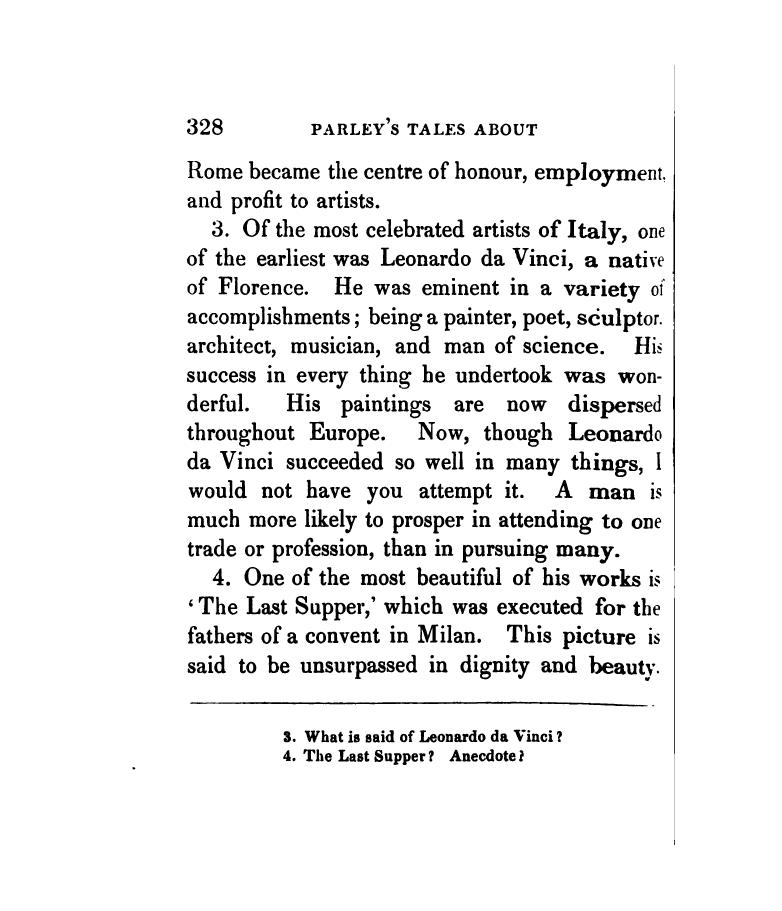 328 PARLEY'S TALES ABOUT
Rome became the centre of honour, employment,
and profit to artists.
3. Of the most celebrated artists of Italy, one
of the earliest was Leonardo da Vinci, a native
of Florence. He was eminent in a variety of
accomplishments; being a painter, poet, sculptor.
architect, musician, and man of science. His
success in every thing he undertook was won-
derful. His paintings are now dispersed
throughout Europe. Now, though Leonardo
da Vinci succeeded so well in many things, I
would not have you attempt it. A man is
much more likely to prosper in attending to one
trade or profession, than in pursuing many.
4. One of the most beautiful of his works is
‘The Last Supper,’ which was executed for the
fathers of a convent in Milan. This picture is
said to be unsurpassed in dignity and beauty.
3. What is said of Leonardo da Vinci?
4. The Last Supper? Anecdote?